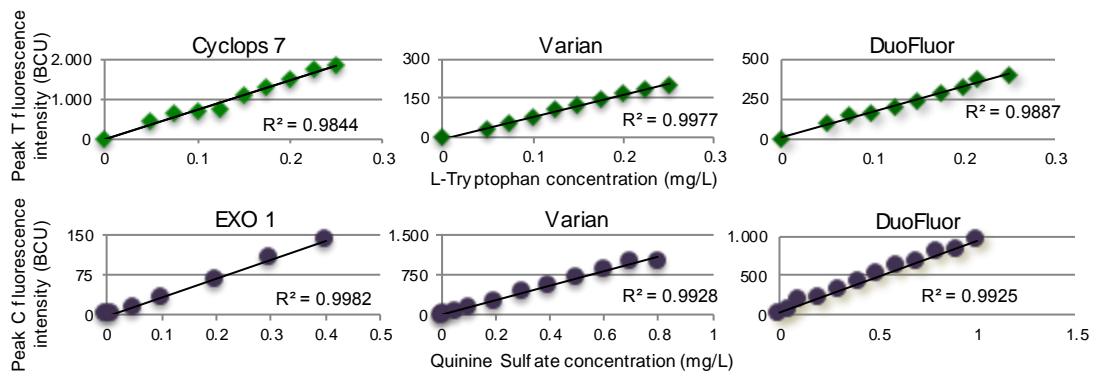 Cyclops 7
Varian
DuoFluor
Peak T fluorescence
intensity (BCU)
2.000
1.000
0
R² = 0.9844
0 0.1 0.2 0.3
300
150
0
R² = 0.9977
0 0.1 0.2 0.3
500
250
0
R² = 0.9887
0 0.1 0.2 0.3
L-Tryptophan concentration (mg/L)
EXO 1
Varian
DuoFluor
Peak C fluorescence
intensity (BCU)
150
75
0
R² = 0.9982
0 0.1 0.2 0.3 0.4 0.5
1.500
750
0
R² = 0.9928
0 0.2 0.4 0.6 0.8 1
1.000
500
0
R² = 0.9925
0 0.5 1 1.5
Quinine Sulfate concentration (mg/L)